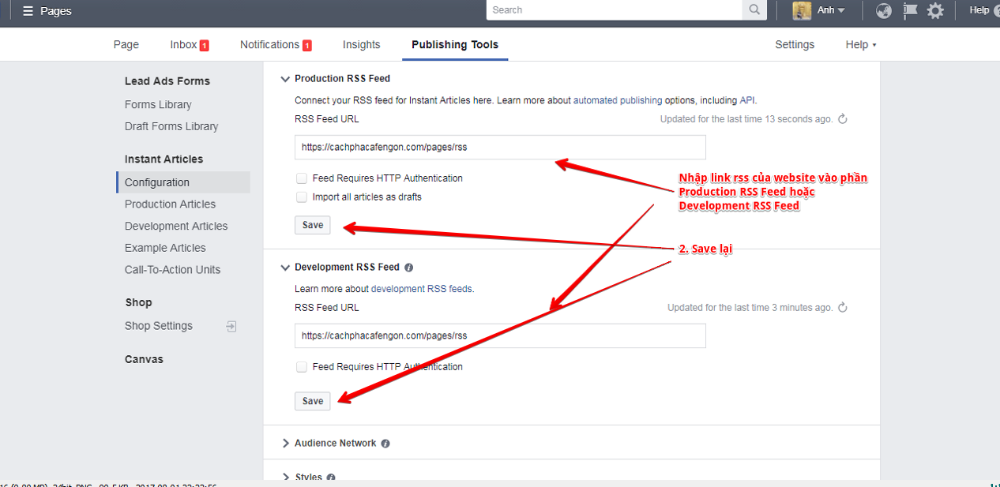 Pages
Search
Anh
Help
Page
Inbox 1
Notifications 1
Insights
Publishing Tools
Settings
Help
Lead Ads Forms
Forms Library
Draft Forms Library
Instant Articles
Configuration
Production Articles
Development Articles
Example Articles
Call-To-Action Units
Shop
Shop Settings
Canvas
Production RSS Feed
Connect your RSS feed for Instant Articles here. Learn more about automated publishing options, including API.
RSS Feed URL
Updated for the last time 13 seconds ago.
https://cachphacafengon.com/pages/rss
Feed Requires HTTP Authentication
Import all articles as drafts
Save
Nhập link rss của website vào phần
Production RSS Feed hoặc
Development RSS Feed
2. Save lại
Development RSS Feed
Learn more about development RSS feeds.
RSS Feed URL
Updated for the last time 3 minutes ago.
https://cachphacafengon.com/pages/rss
Feed Requires HTTP Authentication
Save
Audience Network
Styles